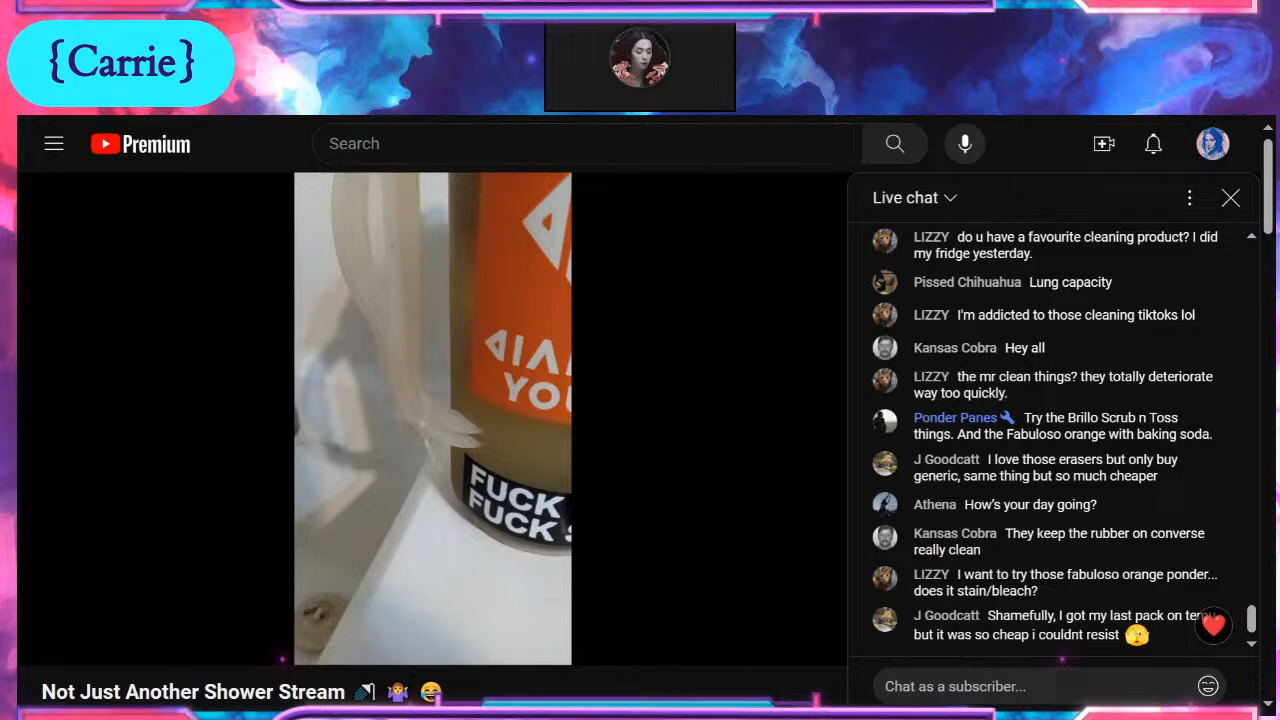 {Carrie}
Premium
Search
Live chat
LIZZY do u have a favourite cleaning product? I did
my fridge yesterday.
Pissed Chihuahua Lung capacity
LIZZY I'm addicted to those cleaning tiktoks lol
Kansas Cobra Hey all
LIZZY the mr clean things? they totally deteriorate
way too quickly.
Ponder Panes Try the Brillo Scrub n Toss
things. And the Fabuloso orange with baking soda.
J Goodcatt I love those erasers but only buy
generic, same thing but so much cheaper
Athena How's your day going?
Kansas Cobra They keep the rubber on converse
really clean
LIZZY I want to try those fabuloso orange ponder...
does it stain/bleach?
J Goodcatt Shamefully, I got my last pack on
but it was so cheap i couldnt resist
Chat as a subscriber...
FUCK
FUCK
Not Just Another Shower Stream